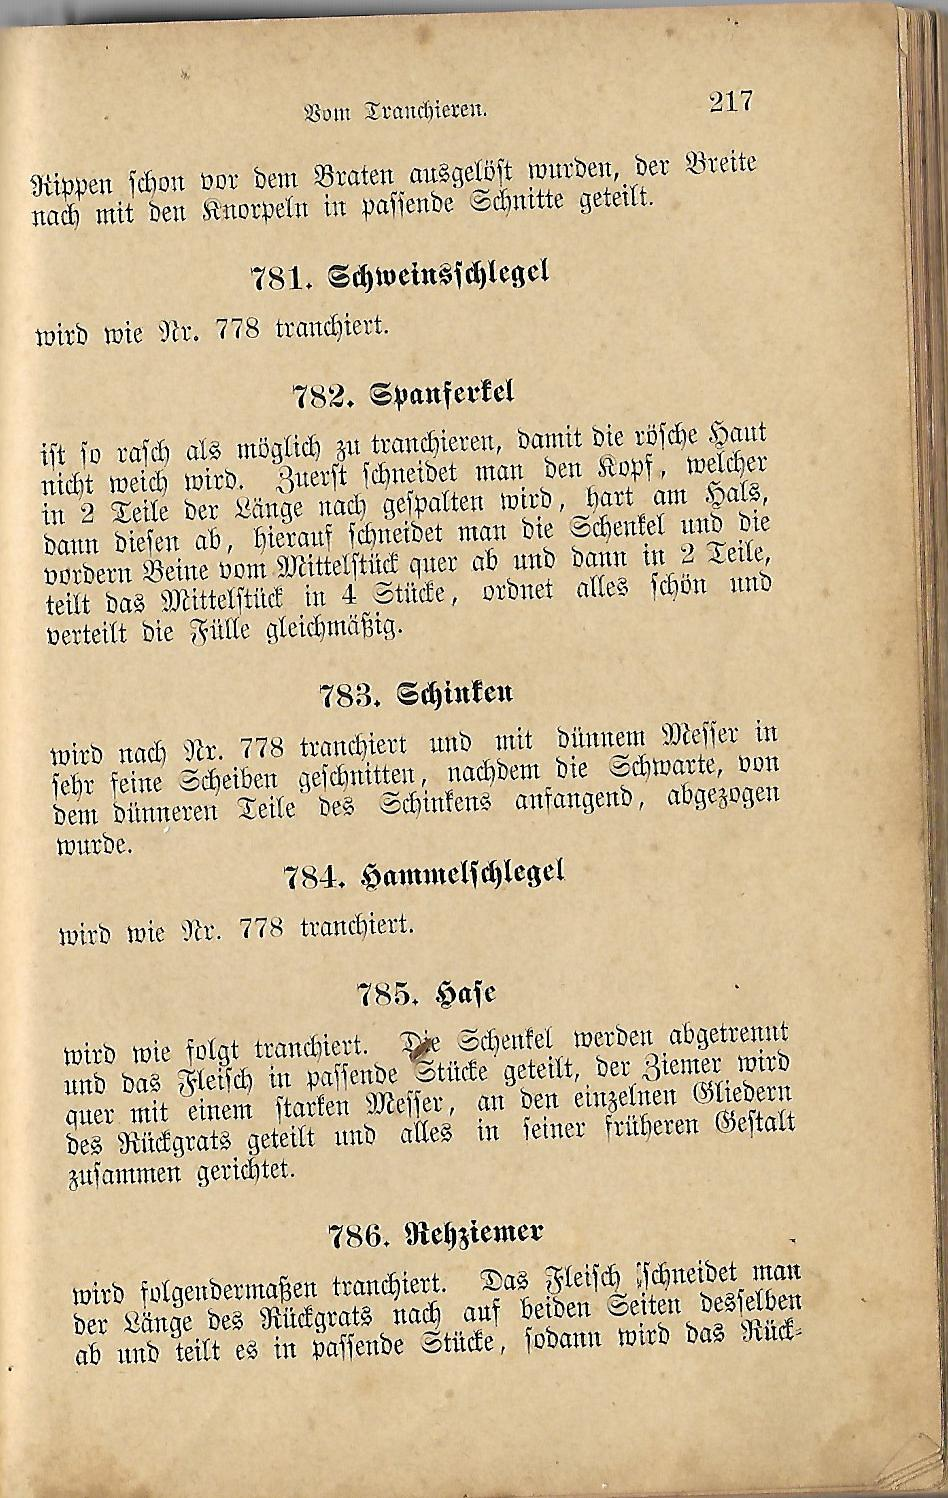 Vom Tranchieren. 217
Rippen schon vor dem Braten ausgelöst wurden, der Breite
nach mit den Knorpeln in passende Schnitte geteilt.
781. Schweinsschlegel
wird wie Nr. 778 tranchiert.
782. Spanferkel
ist so rasch als möglich zu tranchieren, damit die rösche Haut
nicht weich wird. Zuerst schneidet man den Kopf, welcher
in 2 Teile der Länge nach gespalten wird, hart am Hals,
dann diesen ab, hierauf schneidet man die Schenkel und die
vordern Beine vom Mittelstück quer ab und dann in 2 Teile,
teilt das Mittelstück in 4 Stücke, ordnet alles schön und
verteilt die Fülle gleichmäßig.
783. Schinken
wird nach Nr. 778 tranchiert und mit dünnem Messer in
sehr feine Scheiben geschnitten, nachdem die Schwarte, von
dem dünneren Teile des Schinkens anfangend, abgezogen
wurde.
784. Hammelschlegel
wird wie Nr. 778 tranchiert.
785. Hase
wird wie folgt tranchiert. Die Schenkel werden abgetrennt
und das Fleisch in passende Stücke geteilt, der Ziemer wird
quer mit einem starken Messer, an den einzelnen Gliedern
des Rückgrats geteilt und alles in seiner früheren Gestalt
zusammen gerichtet.
786. Rehziemer
wird folgendermaßen tranchiert. Das Fleisch schneidet man
der Länge des Rückgrats nach auf beiden Seiten desselben
ab und teilt es in passende Stücke, sodann wird das Rück-